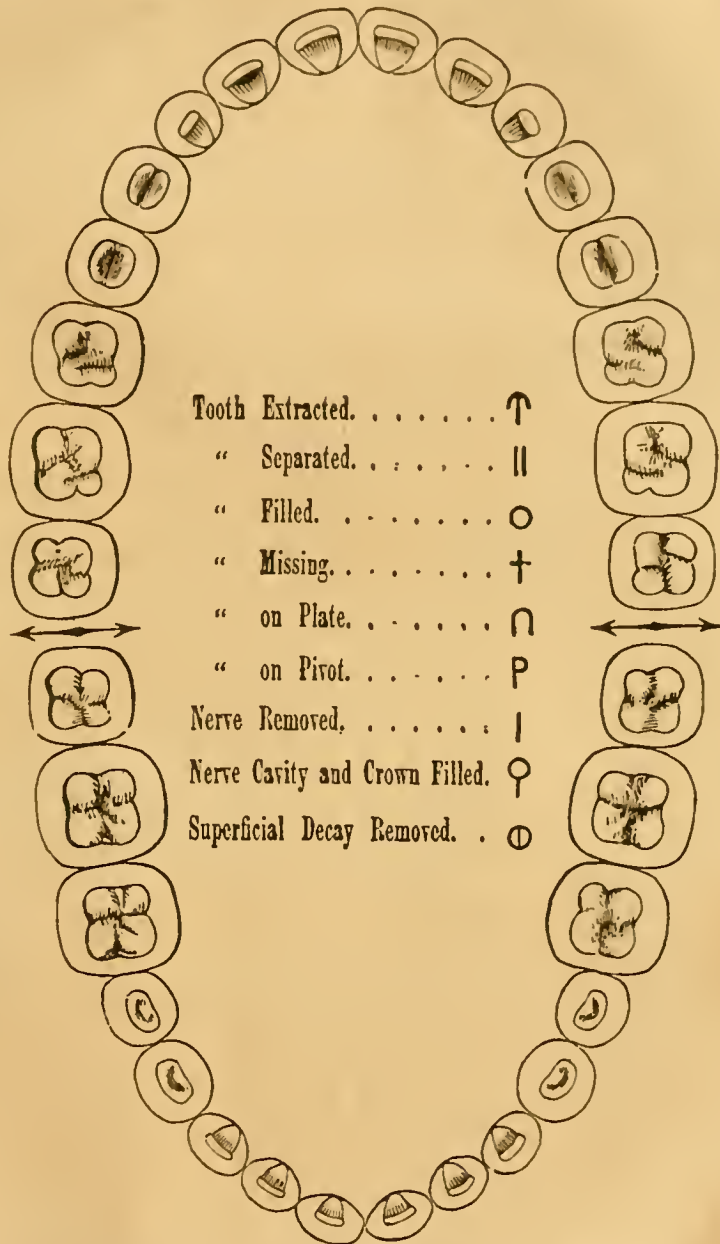 Tooth Extracted. . . . . . . ↑
“ Separated. . . . . . . ||
“ Filled. . . . . . . . O
“ Missing. . . . . . . . †
“ on Plate. . . . . . . ∩
“ on Pivot. . . . . . . P
Nerve Removed. . . . . . . |
Nerve Cavity and Crown Filled. ⚲
Superficial Decay Removed. . ⦶